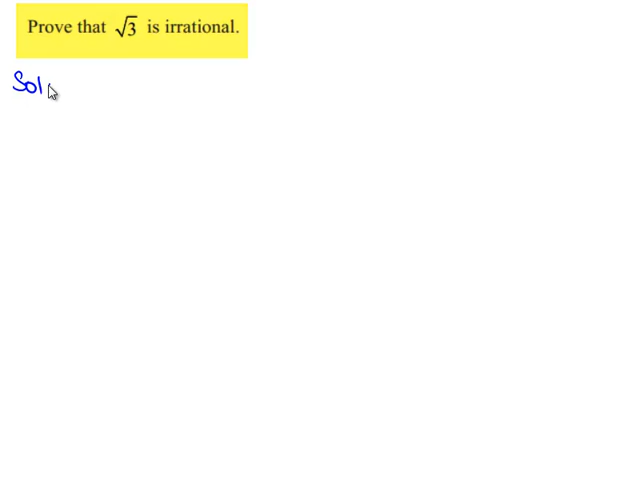 Prove that √3 is irrational.
Sol